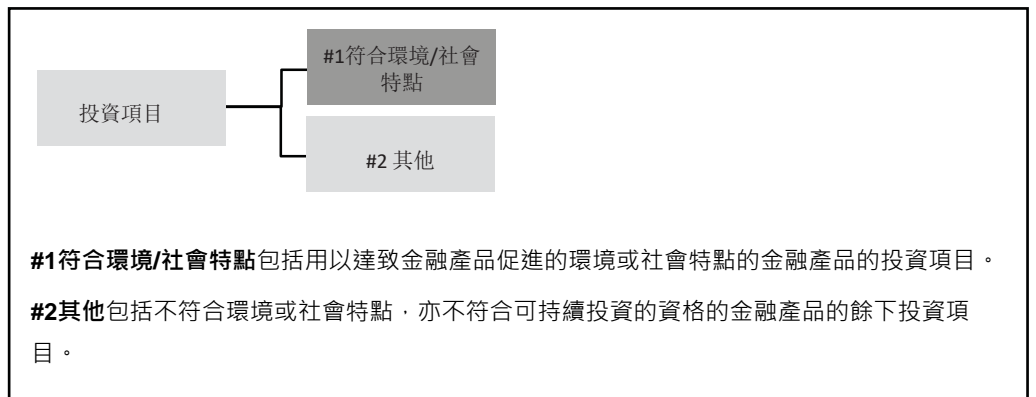 #1符合環境/社會
特點
投資項目
#2 其他
#1符合環境/社會特點包括用以達致金融產品促進的環境或社會特點的金融產品的投資項目。
#2其他包括不符合環境或社會特點，亦不符合可持續投資的資格的金融產品的餘下投資項
目。